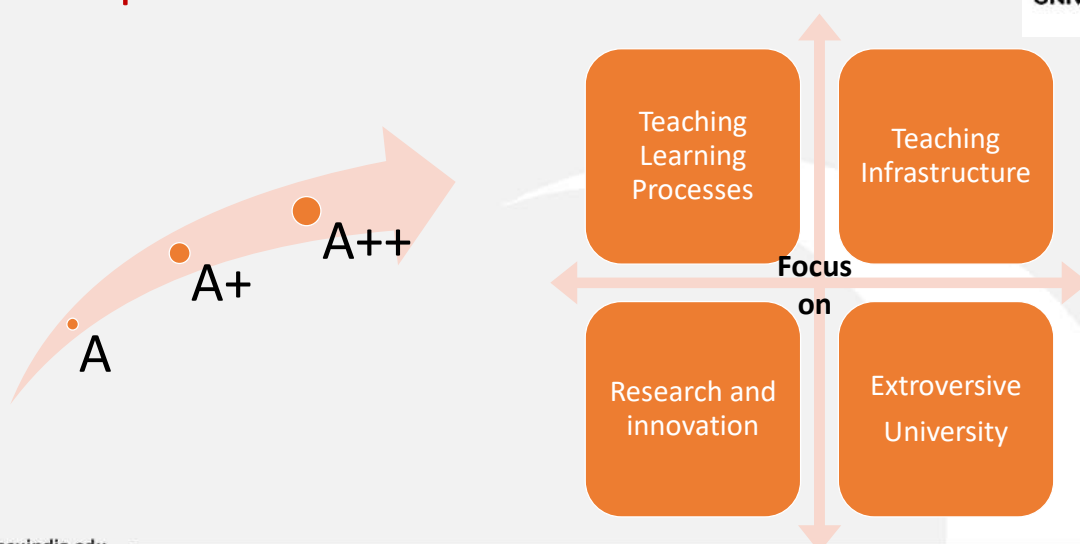 A
A+
A++
Teaching
Learning
Processes
Teaching
Infrastructure
Focus
on
Research and
innovation
Extroversive
University